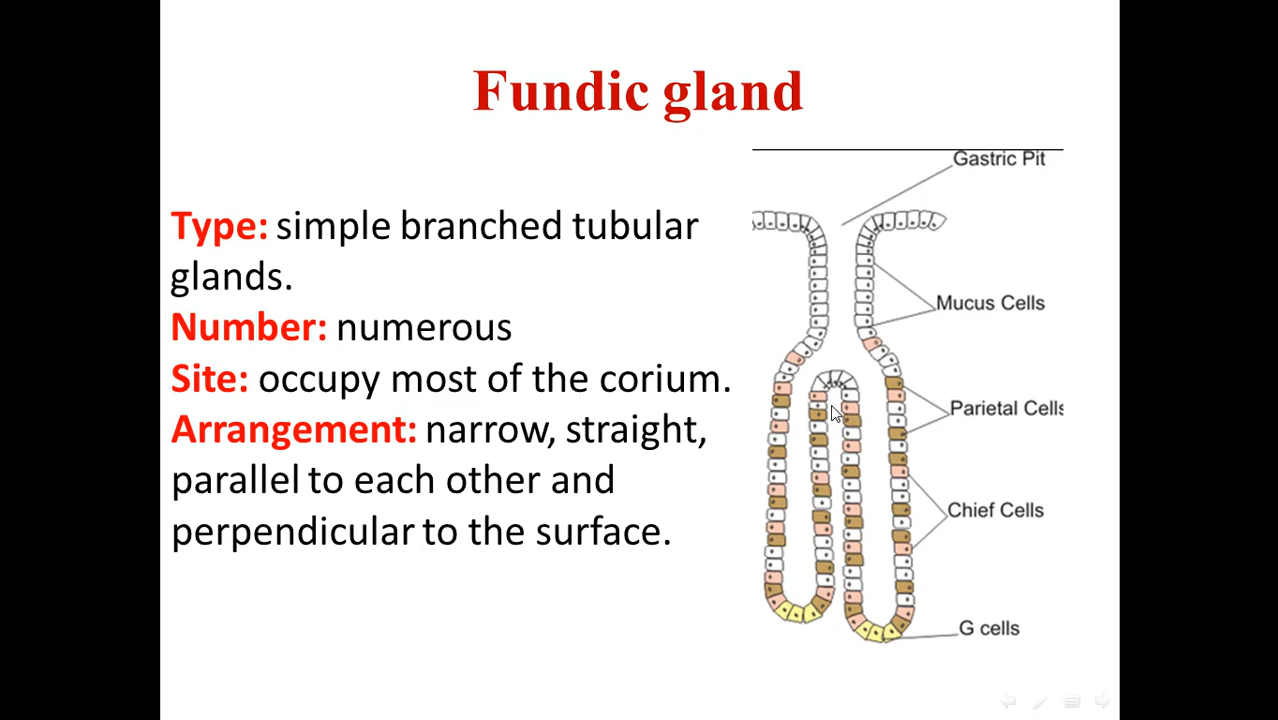 Fundic gland
Type: simple branched tubular
glands.
Number: numerous
Site: occupy most of the corium.
Arrangement: narrow, straight,
parallel to each other and
perpendicular to the surface.
Gastric Pit
Mucus Cells
Parietal Cells
Chief Cells
G cells